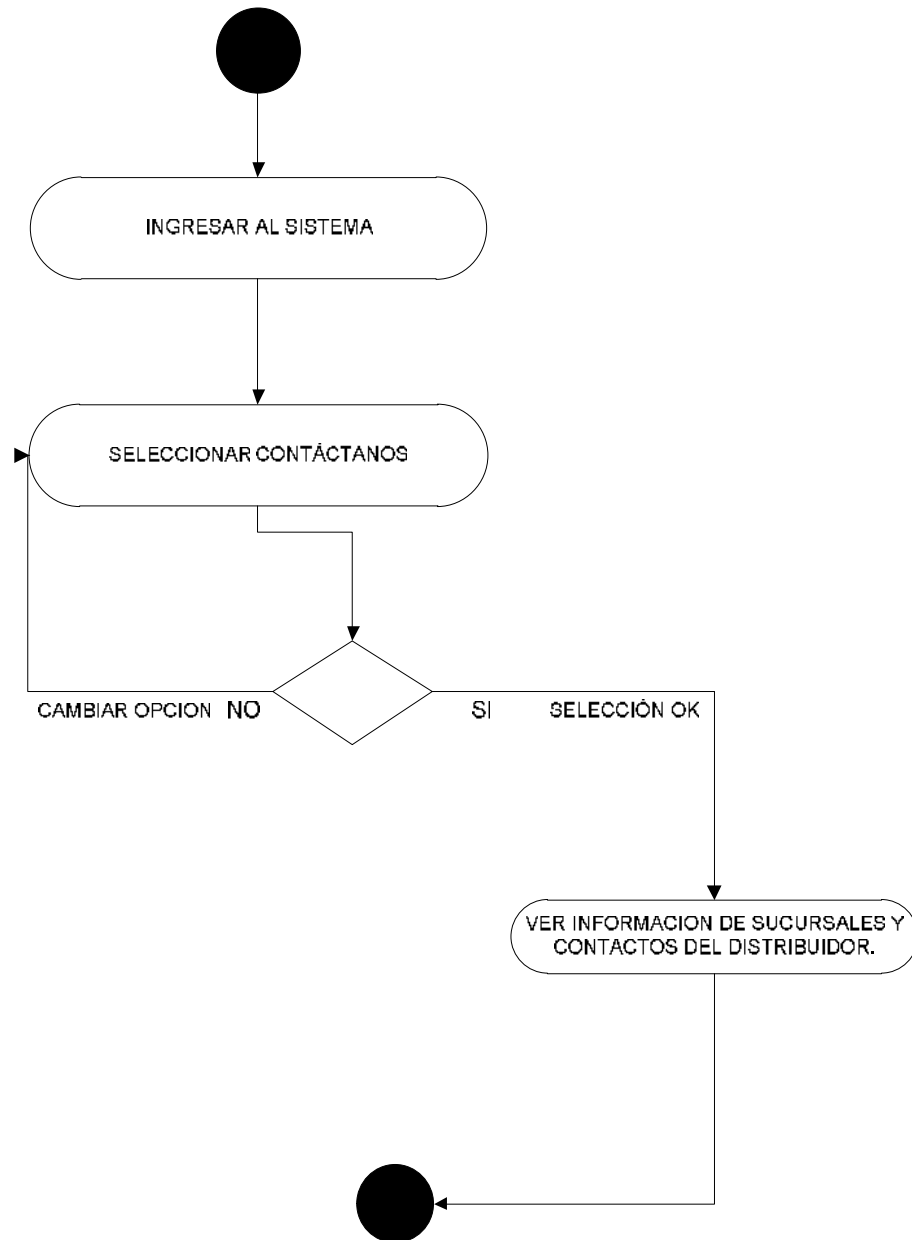 INGRESAR AL SISTEMA
SELECCIONAR CONTÁCTANOS
CAMBIAR OPCION NO
SI SELECCIÓN OK
VER INFORMACION DE SUCURSALES Y
CONTACTOS DEL DISTRIBUIDOR.